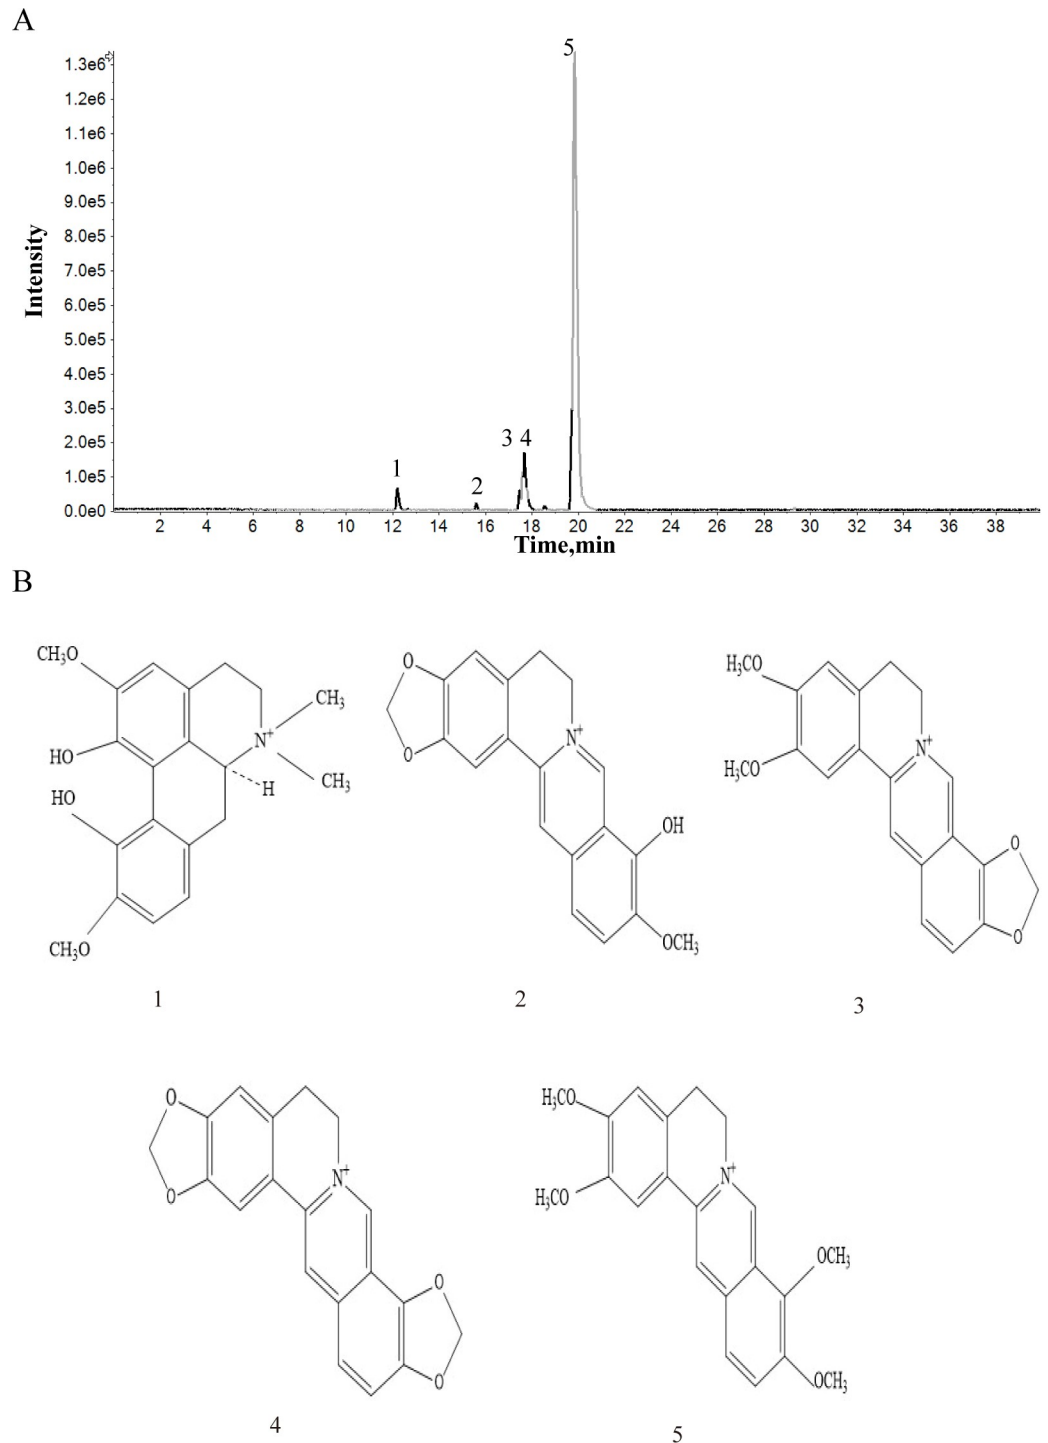 A
5
1.3e6
1.2e6
1.1e6
1.0e6
9.0e5
8.0e5
7.0e5
6.0e5
5.0e5
4.0e5
3.0e5
2.0e5
1.0e5
0.0e0
Intensity
1
2
3 4
2 4 6 8 10 12 14 16 18 20 22 24 26 28 30 32 34 36 38
Time,min
B
CH₃O
HO
HO
CH₃O
N⁺
CH₃
CH₃
H
1
O
O
N⁺
OH
OCH₃
2
H₃CO
H₃CO
N⁺
O
O
3
O
O
N⁺
O
O
4
H₃CO
H₃CO
N⁺
OCH₃
OCH₃
5